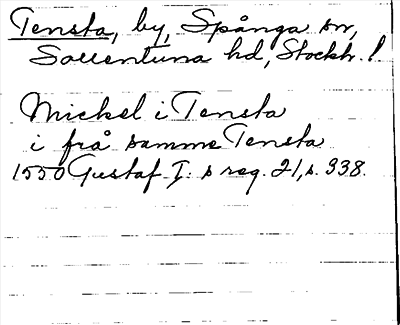 Tensta, by, Spånga sn,
Sollentuna hd, Stockh. l.
Mickel i Tensta
i frå samme Tensta
1550 Gustaf I:s reg. 21, s. 338.